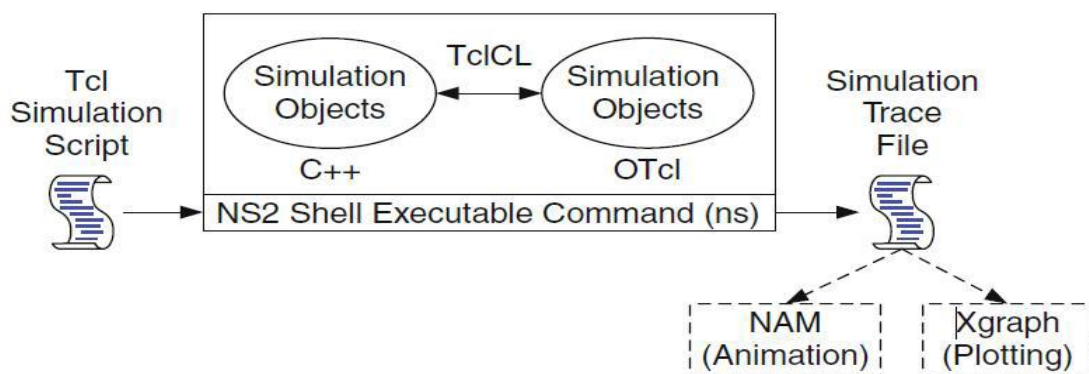 Tcl
Simulation
Script
TclCL
Simulation
Objects
C++
Simulation
Objects
OTcl
NS2 Shell Executable Command (ns)
Simulation
Trace
File
NAM
(Animation)
Xgraph
(Plotting)